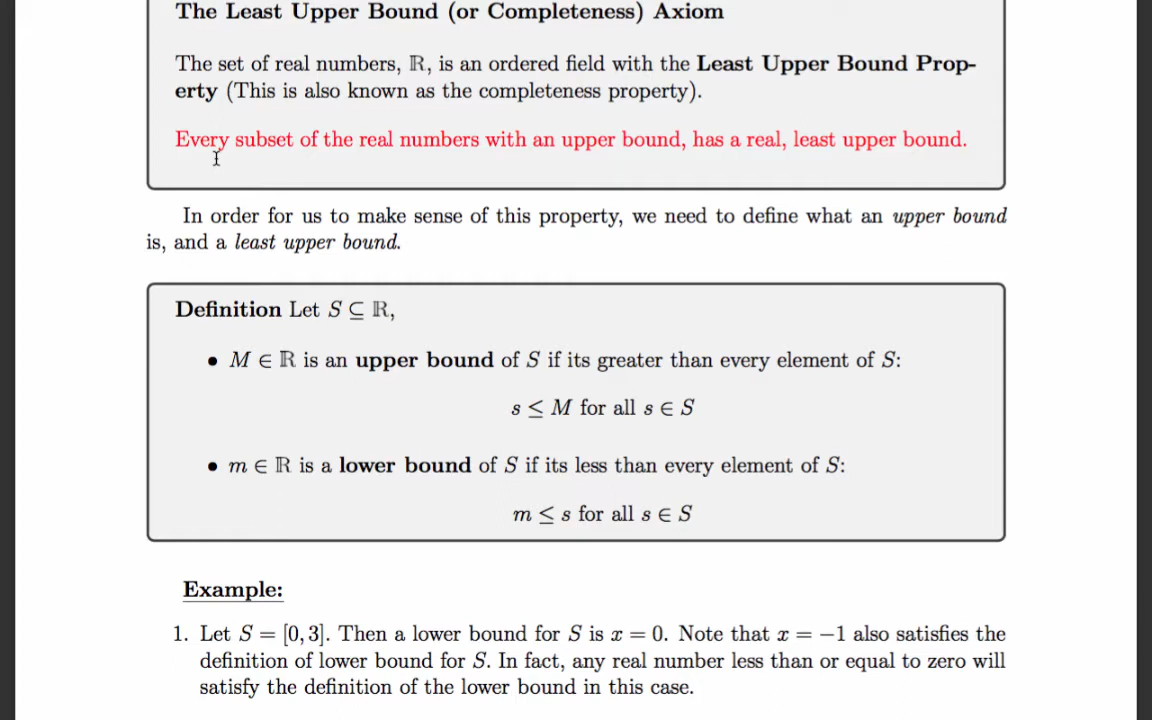 The Least Upper Bound (or Completeness) Axiom
The set of real numbers, ℝ, is an ordered field with the Least Upper Bound Prop-
erty (This is also known as the completeness property).
Every subset of the real numbers with an upper bound, has a real, least upper bound.
In order for us to make sense of this property, we need to define what an upper bound
is, and a least upper bound.
Definition Let S ⊆ ℝ,
• M ∈ ℝ is an upper bound of S if its greater than every element of S:
s ≤ M for all s ∈ S
• m ∈ ℝ is a lower bound of S if its less than every element of S:
m ≤ s for all s ∈ S
Example:
1. Let S = [0, 3]. Then a lower bound for S is x = 0. Note that x = −1 also satisfies the
definition of lower bound for S. In fact, any real number less than or equal to zero will
satisfy the definition of the lower bound in this case.